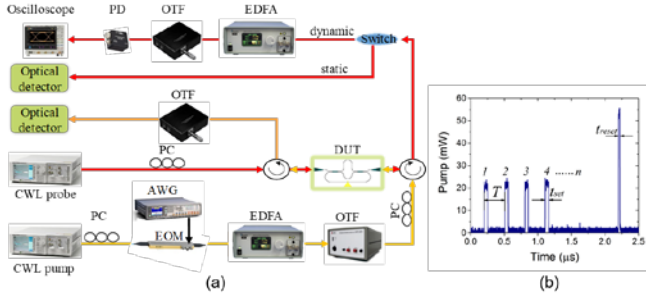 Oscilloscope PD OTF EDFA
dynamic Switch
static
Optical
detector
OTF
Optical
detector
PC
DUT
CWL probe
AWG
PC
EDFA OTF PC
EOM
CWL pump
(a)
Pump (mW)
60
50
40
30
20
10
0
1 2 3 4 ........n
T
tset
treset
0.0 0.5 1.0 1.5 2.0 2.5
Time (μs)
(b)